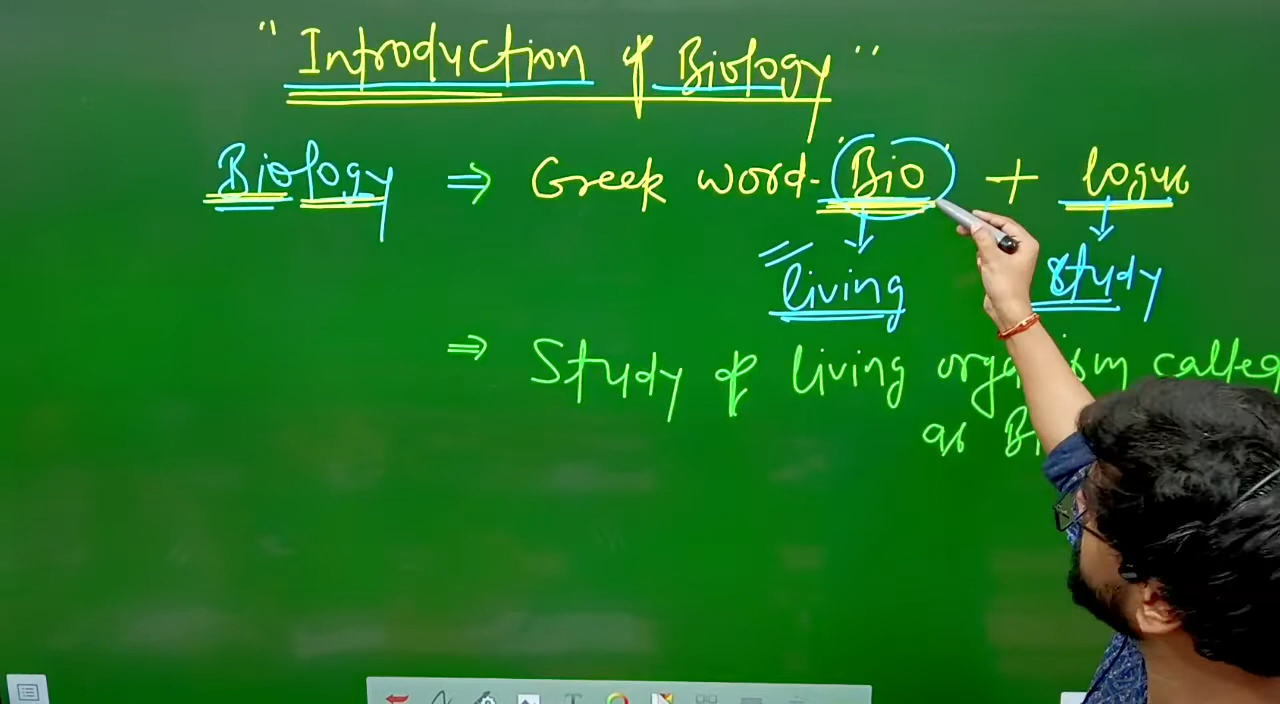 "Introduction of Biology"
Biology ⇒ Greek word- Bio + logus
living study
⇒ Study of living organism called
as